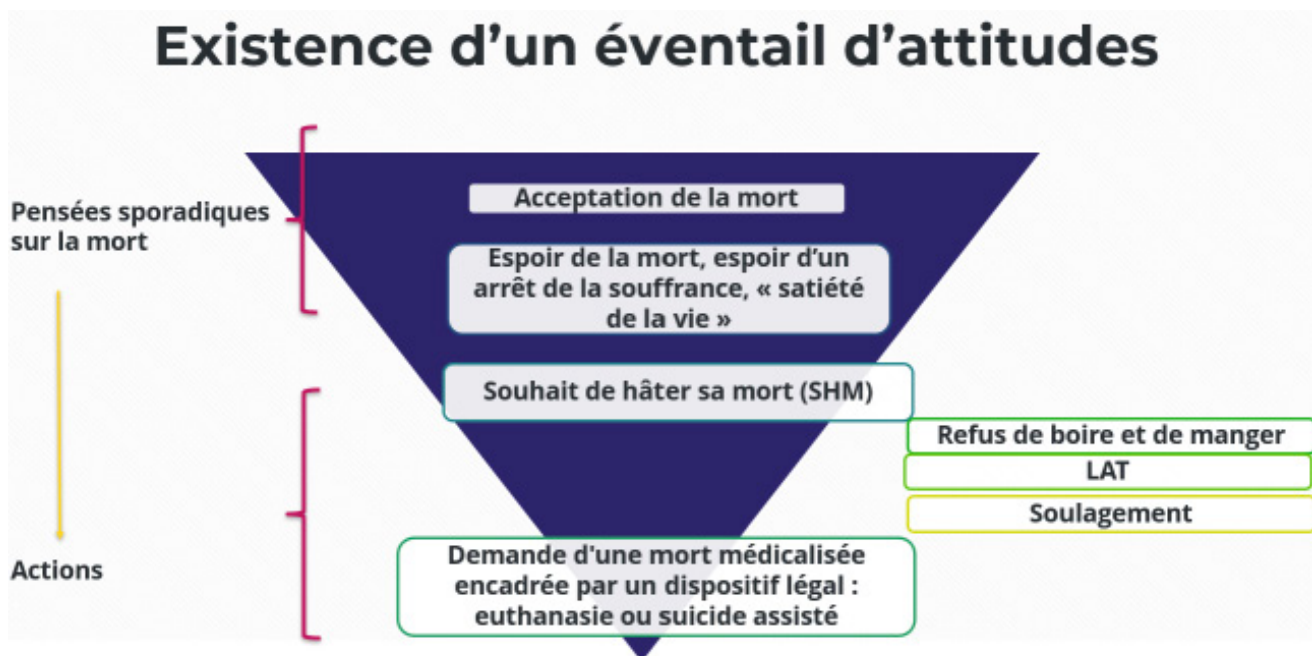 Existence d’un éventail d’attitudes
Pensées sporadiques
sur la mort
Acceptation de la mort
Espoir de la mort, espoir d’un
arrêt de la souffrance, « satiété
de la vie »
Souhait de hâter sa mort (SHM)
Refus de boire et de manger
LAT
Soulagement
Actions
Demande d'une mort médicalisée
encadrée par un dispositif légal :
euthanasie ou suicide assisté